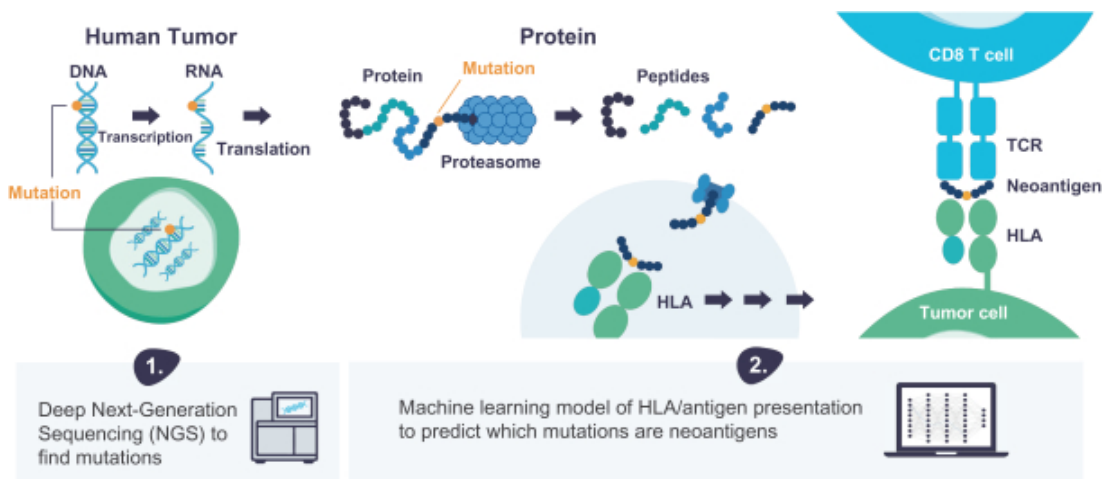 Human Tumor
DNA
RNA
Transcription
Translation
Mutation
Protein
Protein
Mutation
Proteasome
Peptides
HLA
CD8 T cell
TCR
Neoantigen
HLA
Tumor cell
1.
Deep Next-Generation
Sequencing (NGS) to
find mutations
2.
Machine learning model of HLA/antigen presentation
to predict which mutations are neoantigens